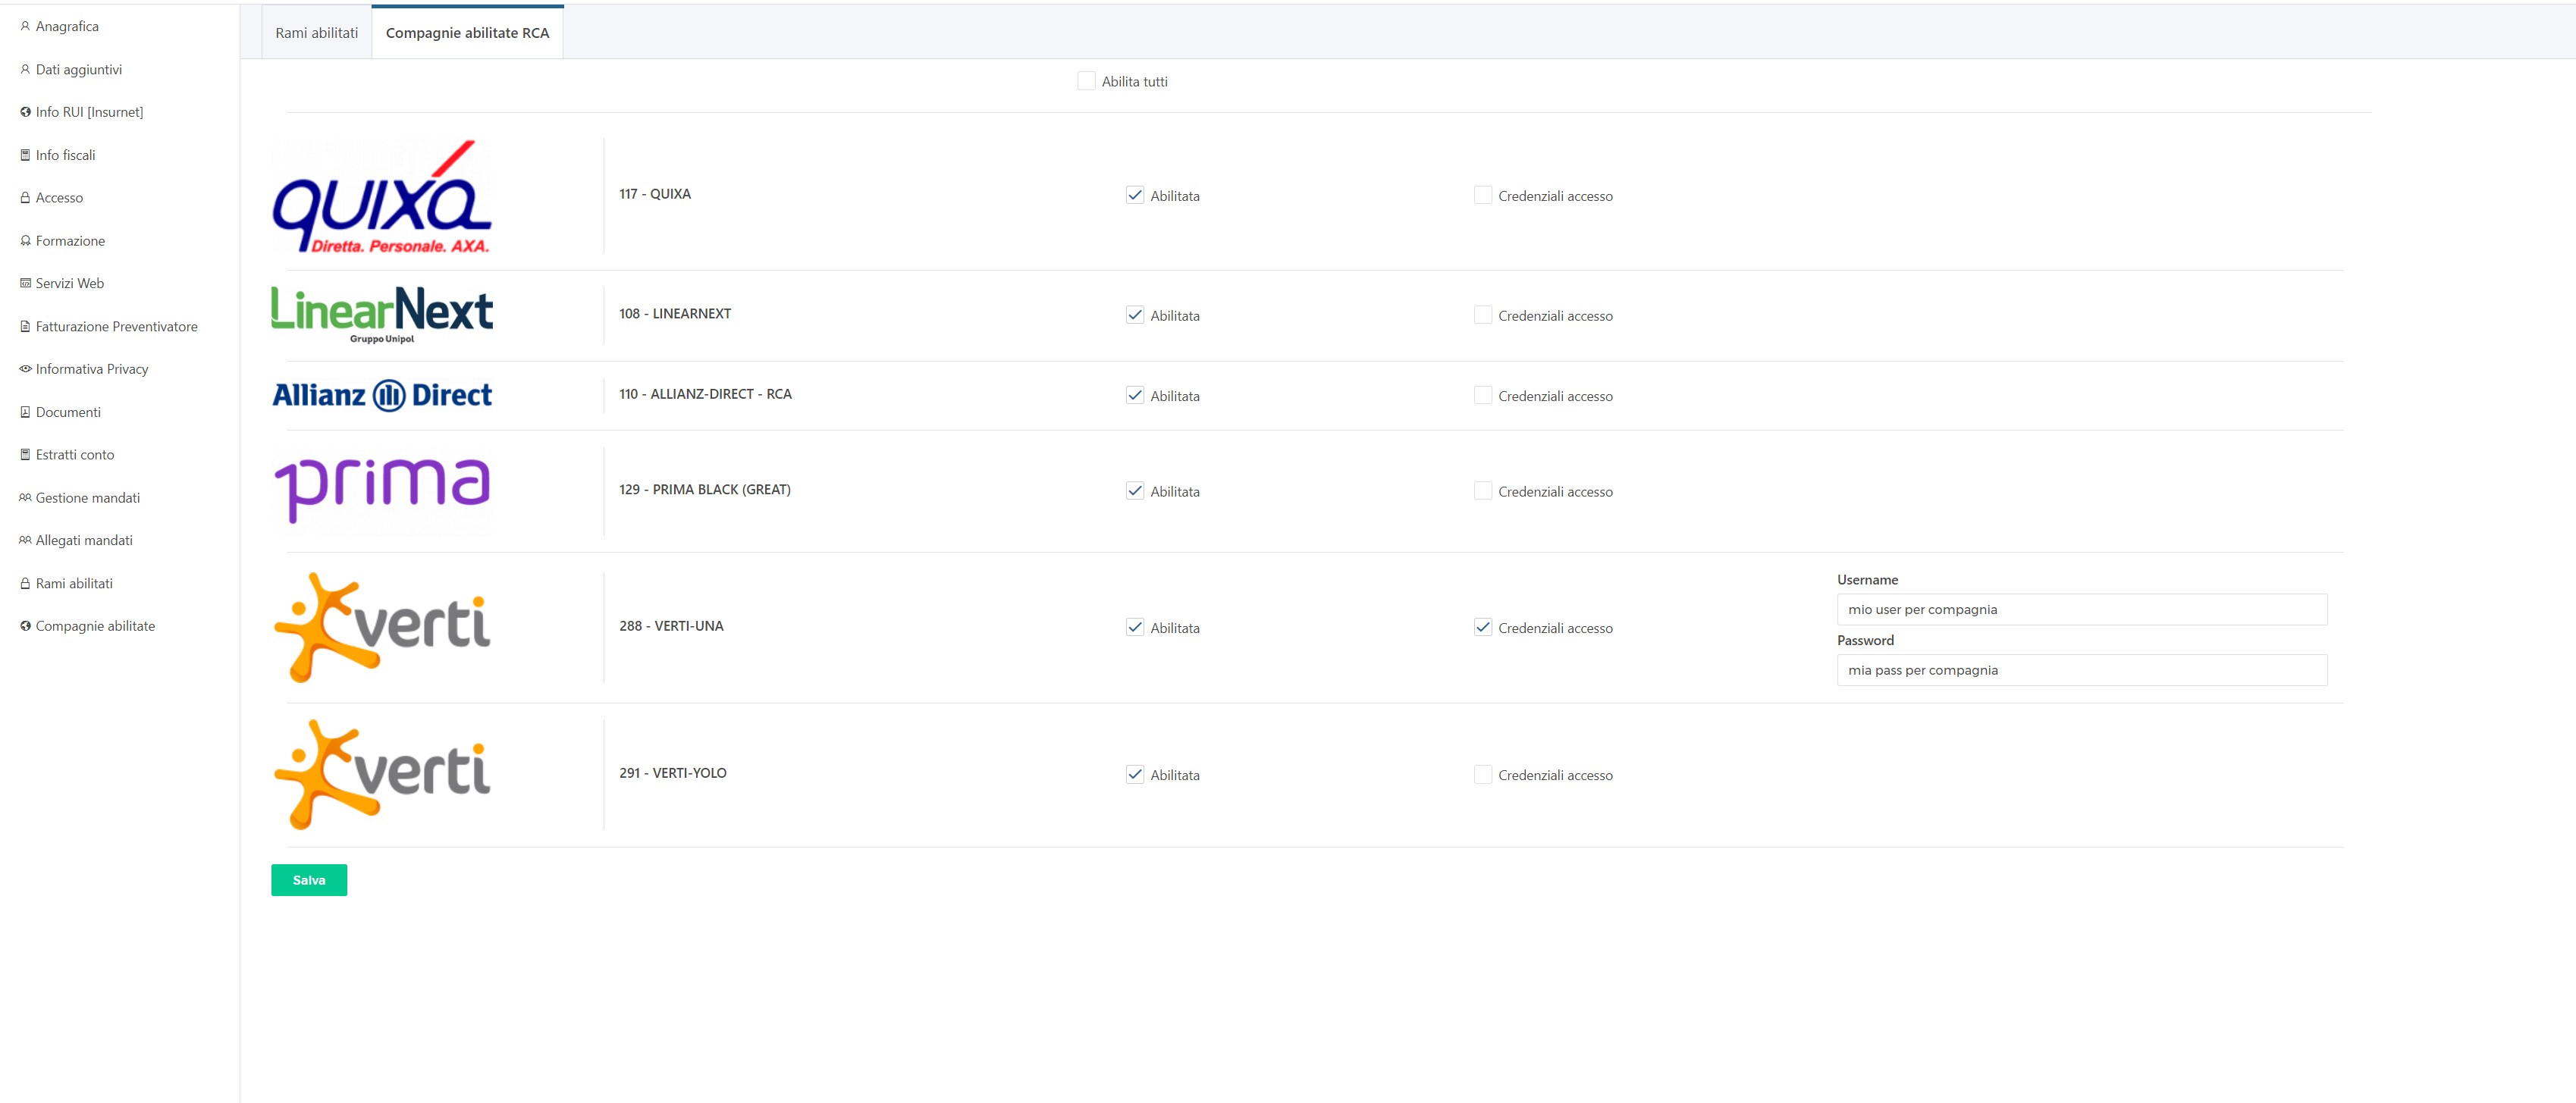 Anagrafica
Dati aggiuntivi
Info RUI [Insurnet]
Info fiscali
Accesso
Formazione
Servizi Web
Fatturazione Preventivatore
Informativa Privacy
Documenti
Estratti conto
Gestione mandati
Allegati mandati
Rami abilitati
Compagnie abilitate
Rami abilitati
Compagnie abilitate RCA
Abilita tutti
quixa
Diretta. Personale. AXA.
117 - QUIXA
Abilitata
Credenziali accesso
LinearNext
Gruppo Unipol
108 - LINEARNEXT
Abilitata
Credenziali accesso
Allianz Direct
110 - ALLIANZ-DIRECT - RCA
Abilitata
Credenziali accesso
prima
129 - PRIMA BLACK (GREAT)
Abilitata
Credenziali accesso
verti
288 - VERTI-UNA
Abilitata
Credenziali accesso
Username
mio user per compagnia
Password
mia pass per compagnia
verti
291 - VERTI-YOLO
Abilitata
Credenziali accesso
Salva